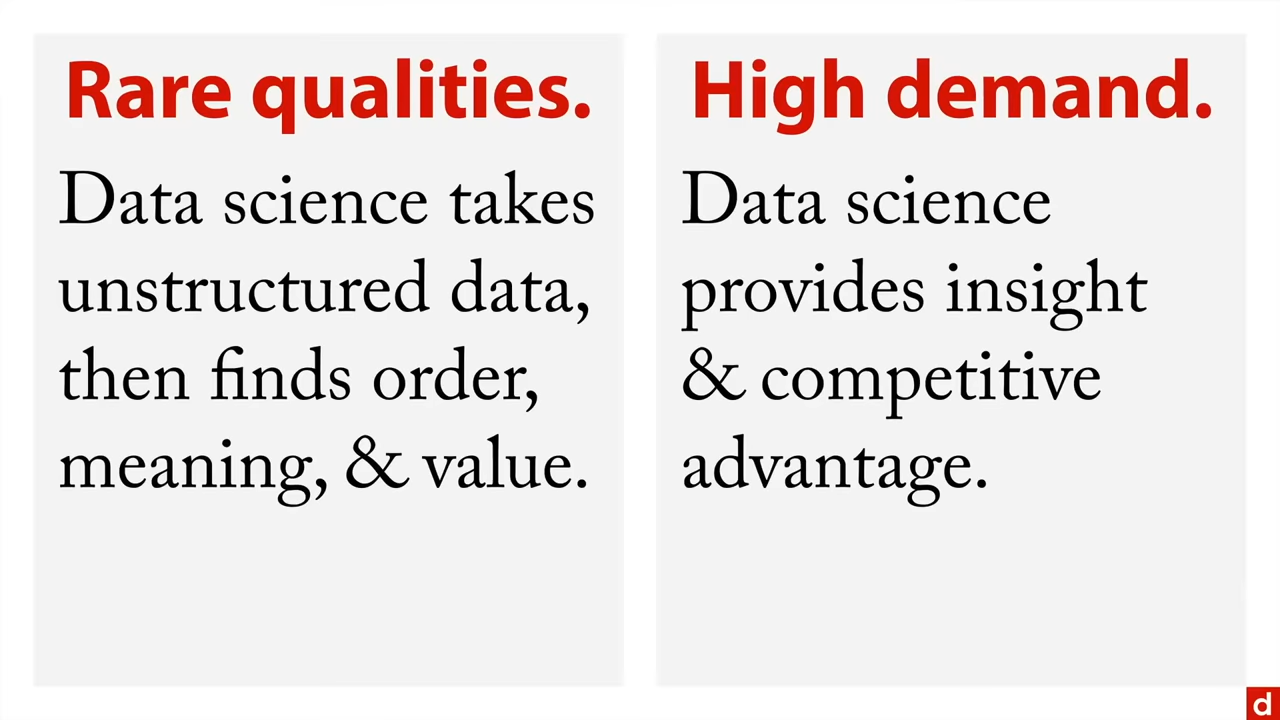 Rare qualities.
Data science takes
unstructured data,
then finds order,
meaning, & value.
High demand.
Data science
provides insight
& competitive
advantage.
d